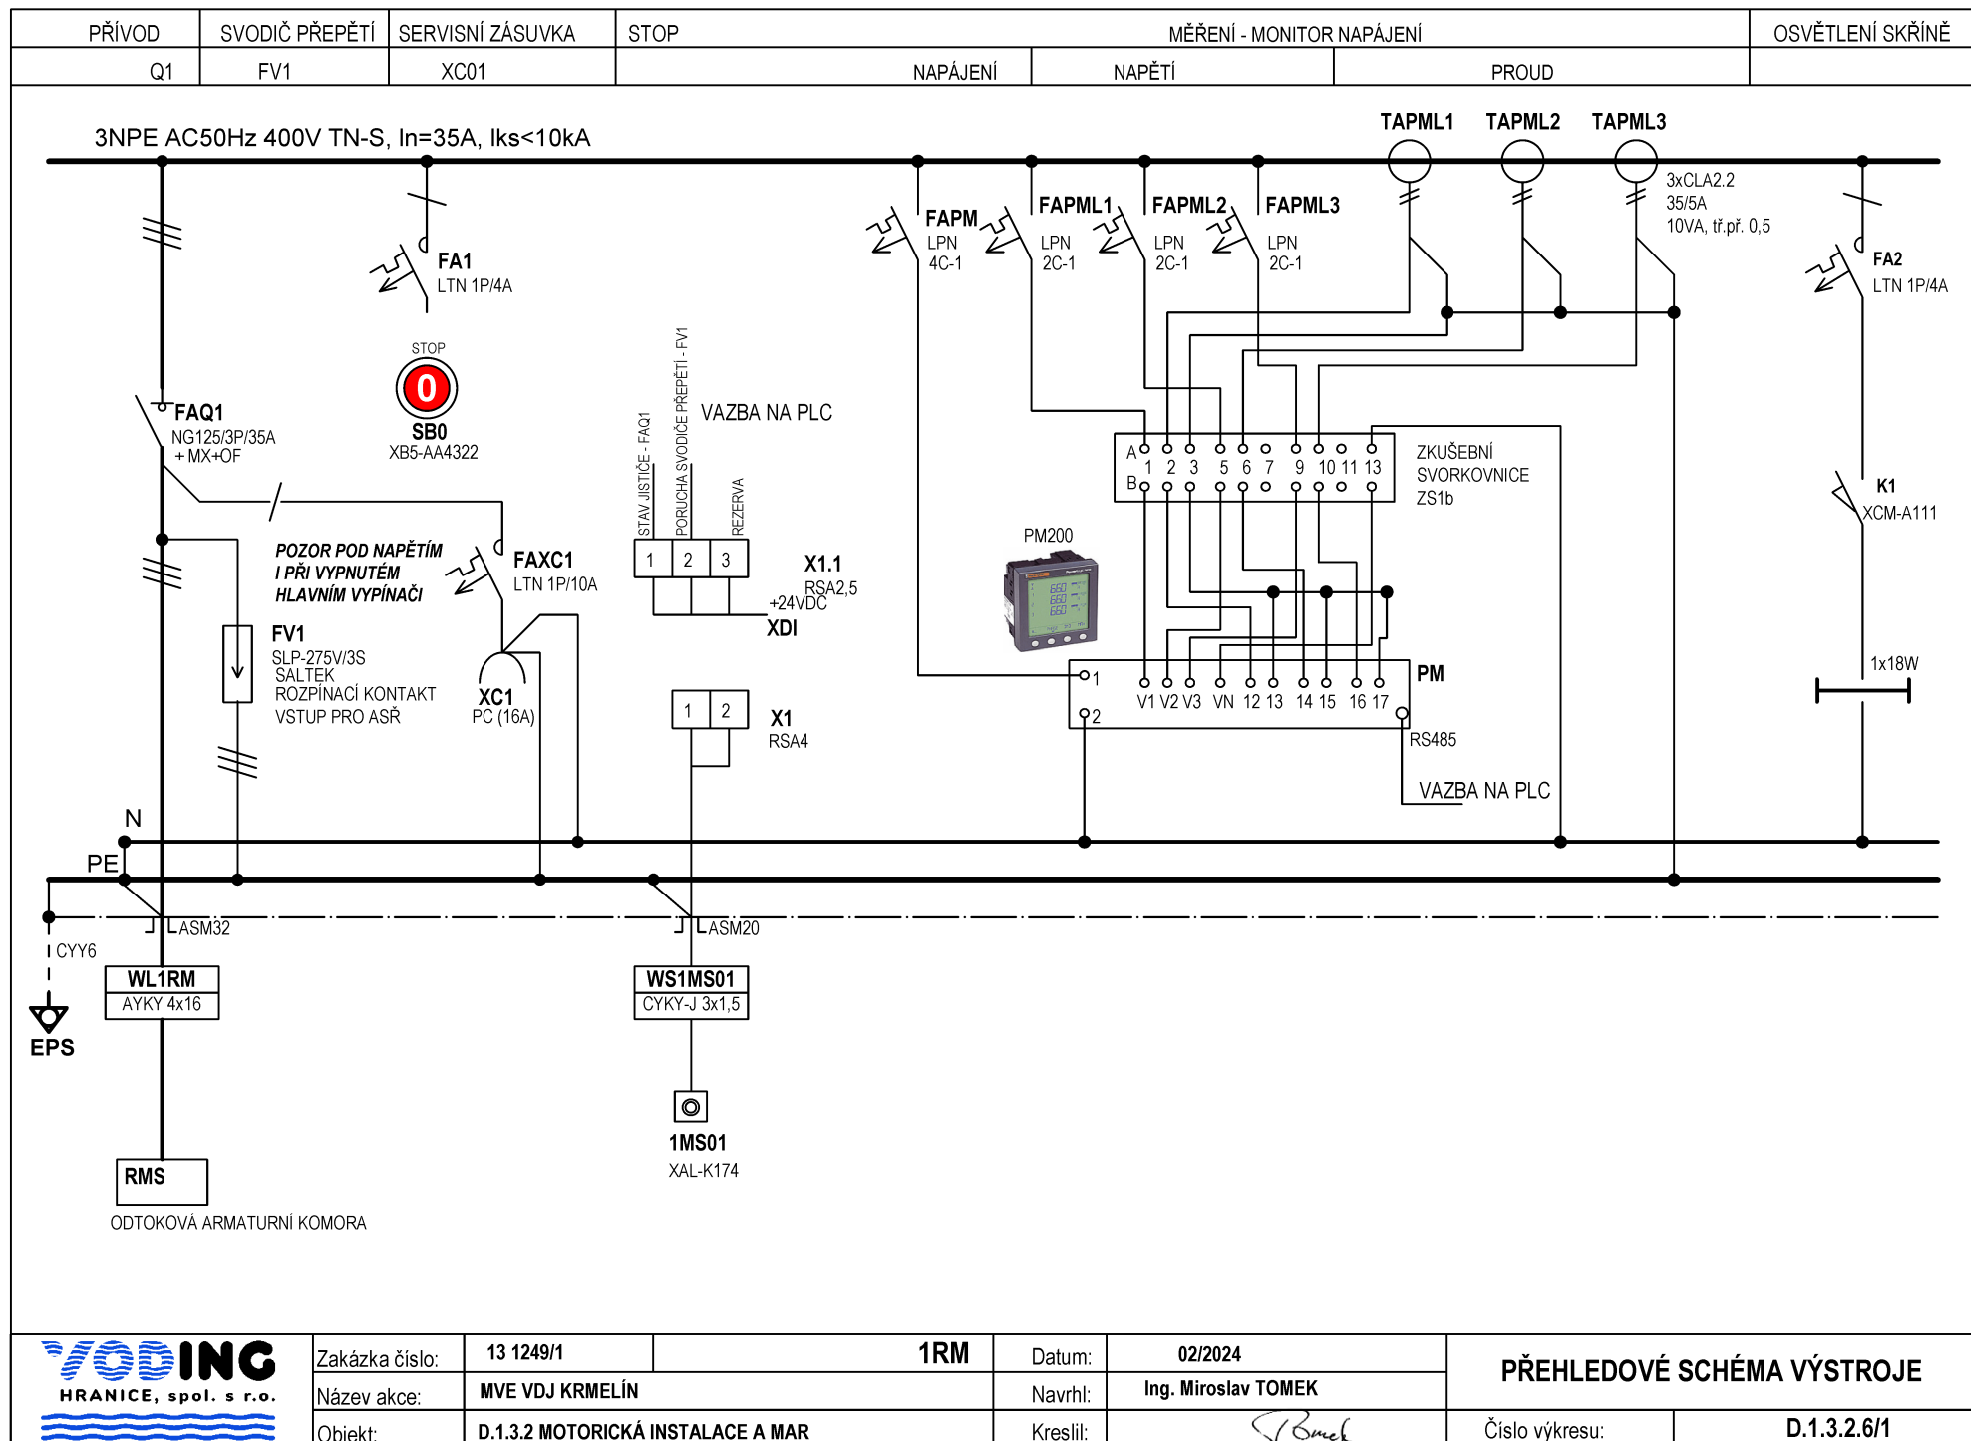 PŘÍVOD SVODIČ PŘEPĚTÍ SERVISNÍ ZÁSUVKA STOP MĚŘENÍ - MONITOR NAPÁJENÍ OSVĚTLENÍ SKŘÍNĚ
Q1 FV1 XC01 NAPÁJENÍ NAPĚTÍ PROUD
3NPE AC50Hz 400V TN-S, In=35A, Iks<10kA
TAPML1 TAPML2 TAPML3
3xCLA2.2
35/5A
10VA, tř.př. 0,5
FAPM
LPN
4C-1
FAPML1
LPN
2C-1
FAPML2
LPN
2C-1
FAPML3
LPN
2C-1
FA1
LTN 1P/4A
FA2
LTN 1P/4A
STOP
0
SB0
XB5-AA4322
FAQ1
NG125/3P/35A
+ MX+OF
STAV JISTIČE - FAQ1
PORUCHA SVODIČE PŘEPĚTÍ - FV1
REZERVA
VAZBA NA PLC
1 2 3
X1.1
RSA2,5
+24VDC
XDI
A
1 2 3 5 6 7 9 10 11 13
B
ZKUŠEBNÍ
SVORKOVNICE
ZS1b
K1
XCM-A111
POZOR POD NAPĚTÍM
I PŘI VYPNUTÉM
HLAVNÍM VYPÍNAČI
FAXC1
LTN 1P/10A
PM200
FV1
SLP-275V/3S
SALTEK
ROZPÍNACÍ KONTAKT
VSTUP PRO ASŘ
XC1
PC (16A)
1 2
X1
RSA4
1
2
V1 V2 V3 VN 12 13 14 15 16 17
PM
RS485
VAZBA NA PLC
1x18W
N
PE
ASM32
ASM20
CYY6
EPS
WL1RM
AYKY 4x16
WS1MS01
CYKY-J 3x1,5
1MS01
XAL-K174
RMS
ODTOKOVÁ ARMATURNÍ KOMORA
VODING
HRANICE, spol. s r.o.
Zakázka číslo: 13 1249/1 1RM
Název akce: MVE VDJ KRMELÍN
Objekt: D.1.3.2 MOTORICKÁ INSTALACE A MAR
Datum: 02/2024
Navrhl: Ing. Miroslav TOMEK
Kreslil:
PŘEHLEDOVÉ SCHÉMA VÝSTROJE
Číslo výkresu: D.1.3.2.6/1